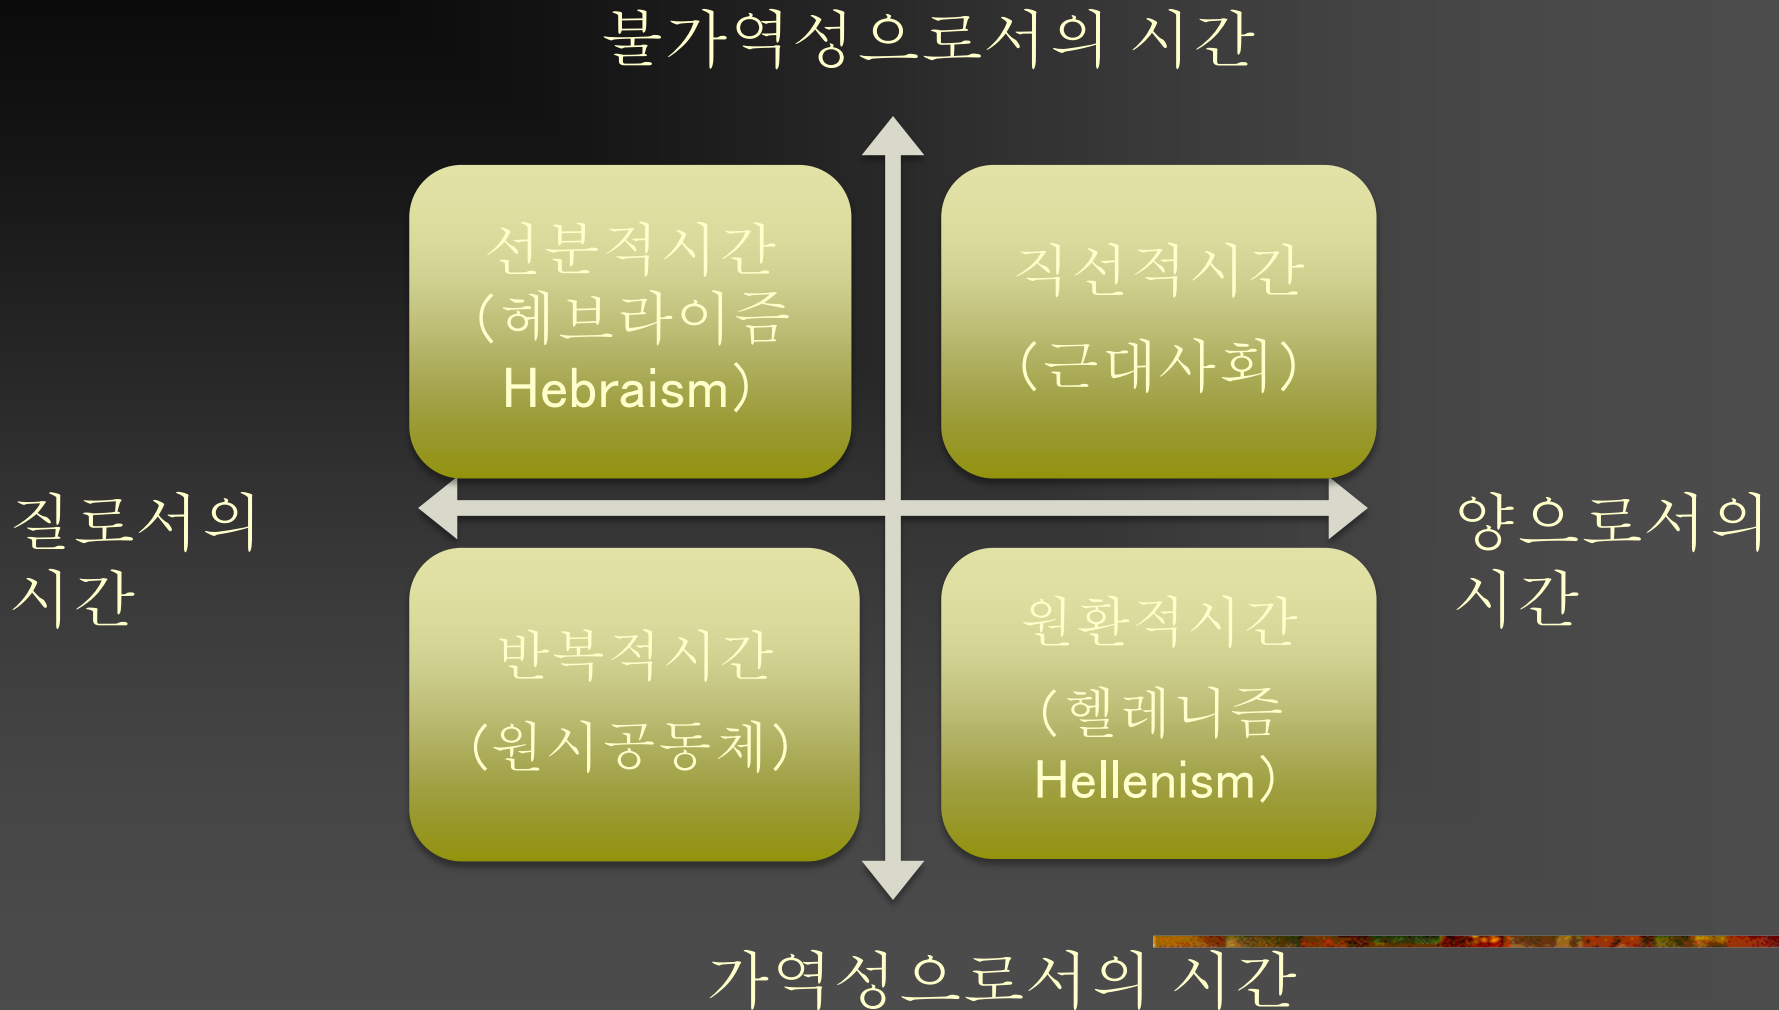 불가역성으로서의 시간
선분적시간
(헤브라이즘
Hebraism)
직선적시간
(근대사회)
질로서의
시간
양으로서의
시간
반복적시간
(원시공동체)
원환적시간
(헬레니즘
Hellenism)
가역성으로서의 시간